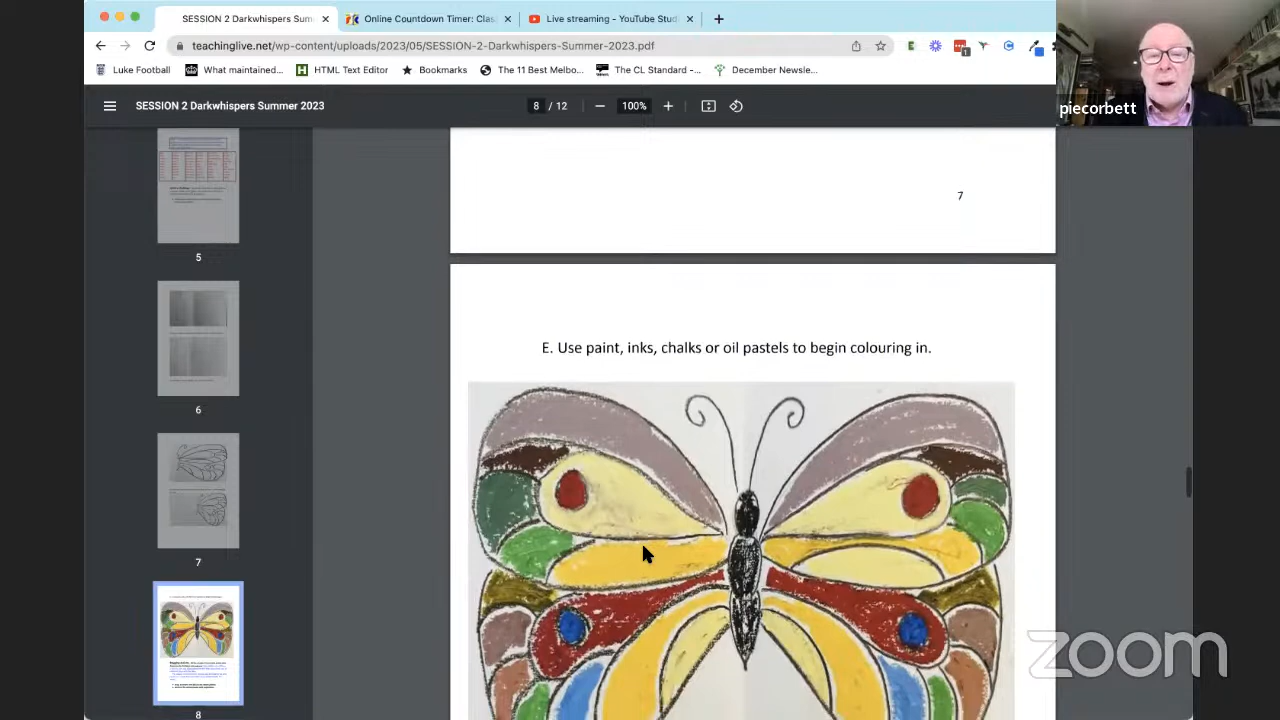 SESSION 2 Darkwhispers Sum
Online Countdown Timer: Clas
Live streaming - YouTube Stud
teachinglive.net/wp-content/uploads/2023/05/SESSION-2-Darkwhispers-Summer-2023.pdf
Luke Football
What maintained...
HTML Text Editor
Bookmarks
The 11 Best Melbo...
The CL Standard -...
December Newsle...
SESSION 2 Darkwhispers Summer 2023
8 / 12
100%
piecorbett
7
E. Use paint, inks, chalks or oil pastels to begin colouring in.
5
6
7
8
zoom